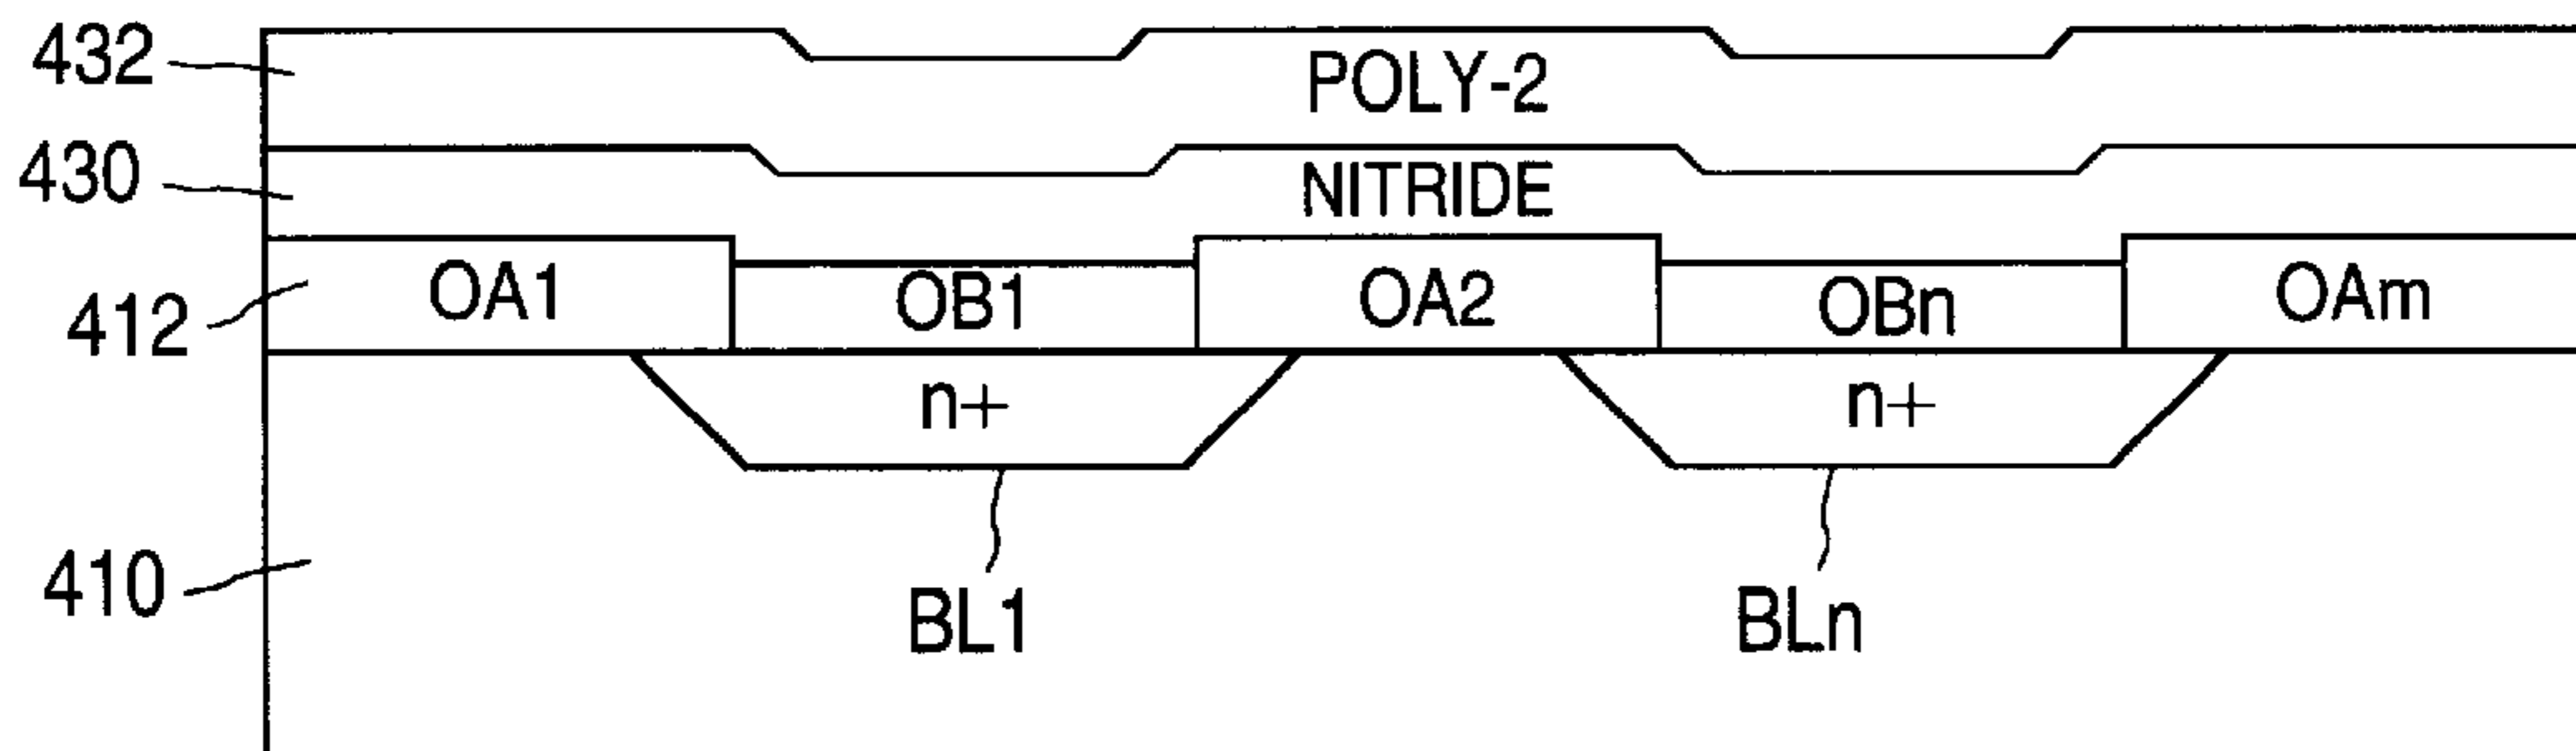 432
POLY-2
430
NITRIDE
412
OA1
OB1
OA2
OBn
OAm
n+
n+
410
BL1
BLn